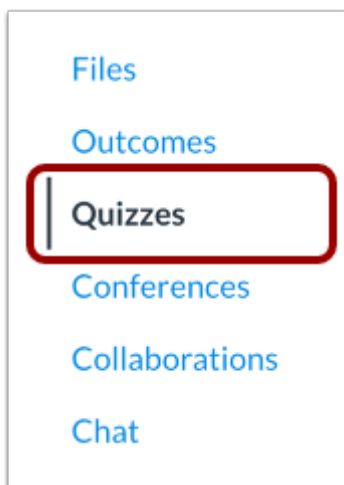 Files
Outcomes
Quizzes
Conferences
Collaborations
Chat